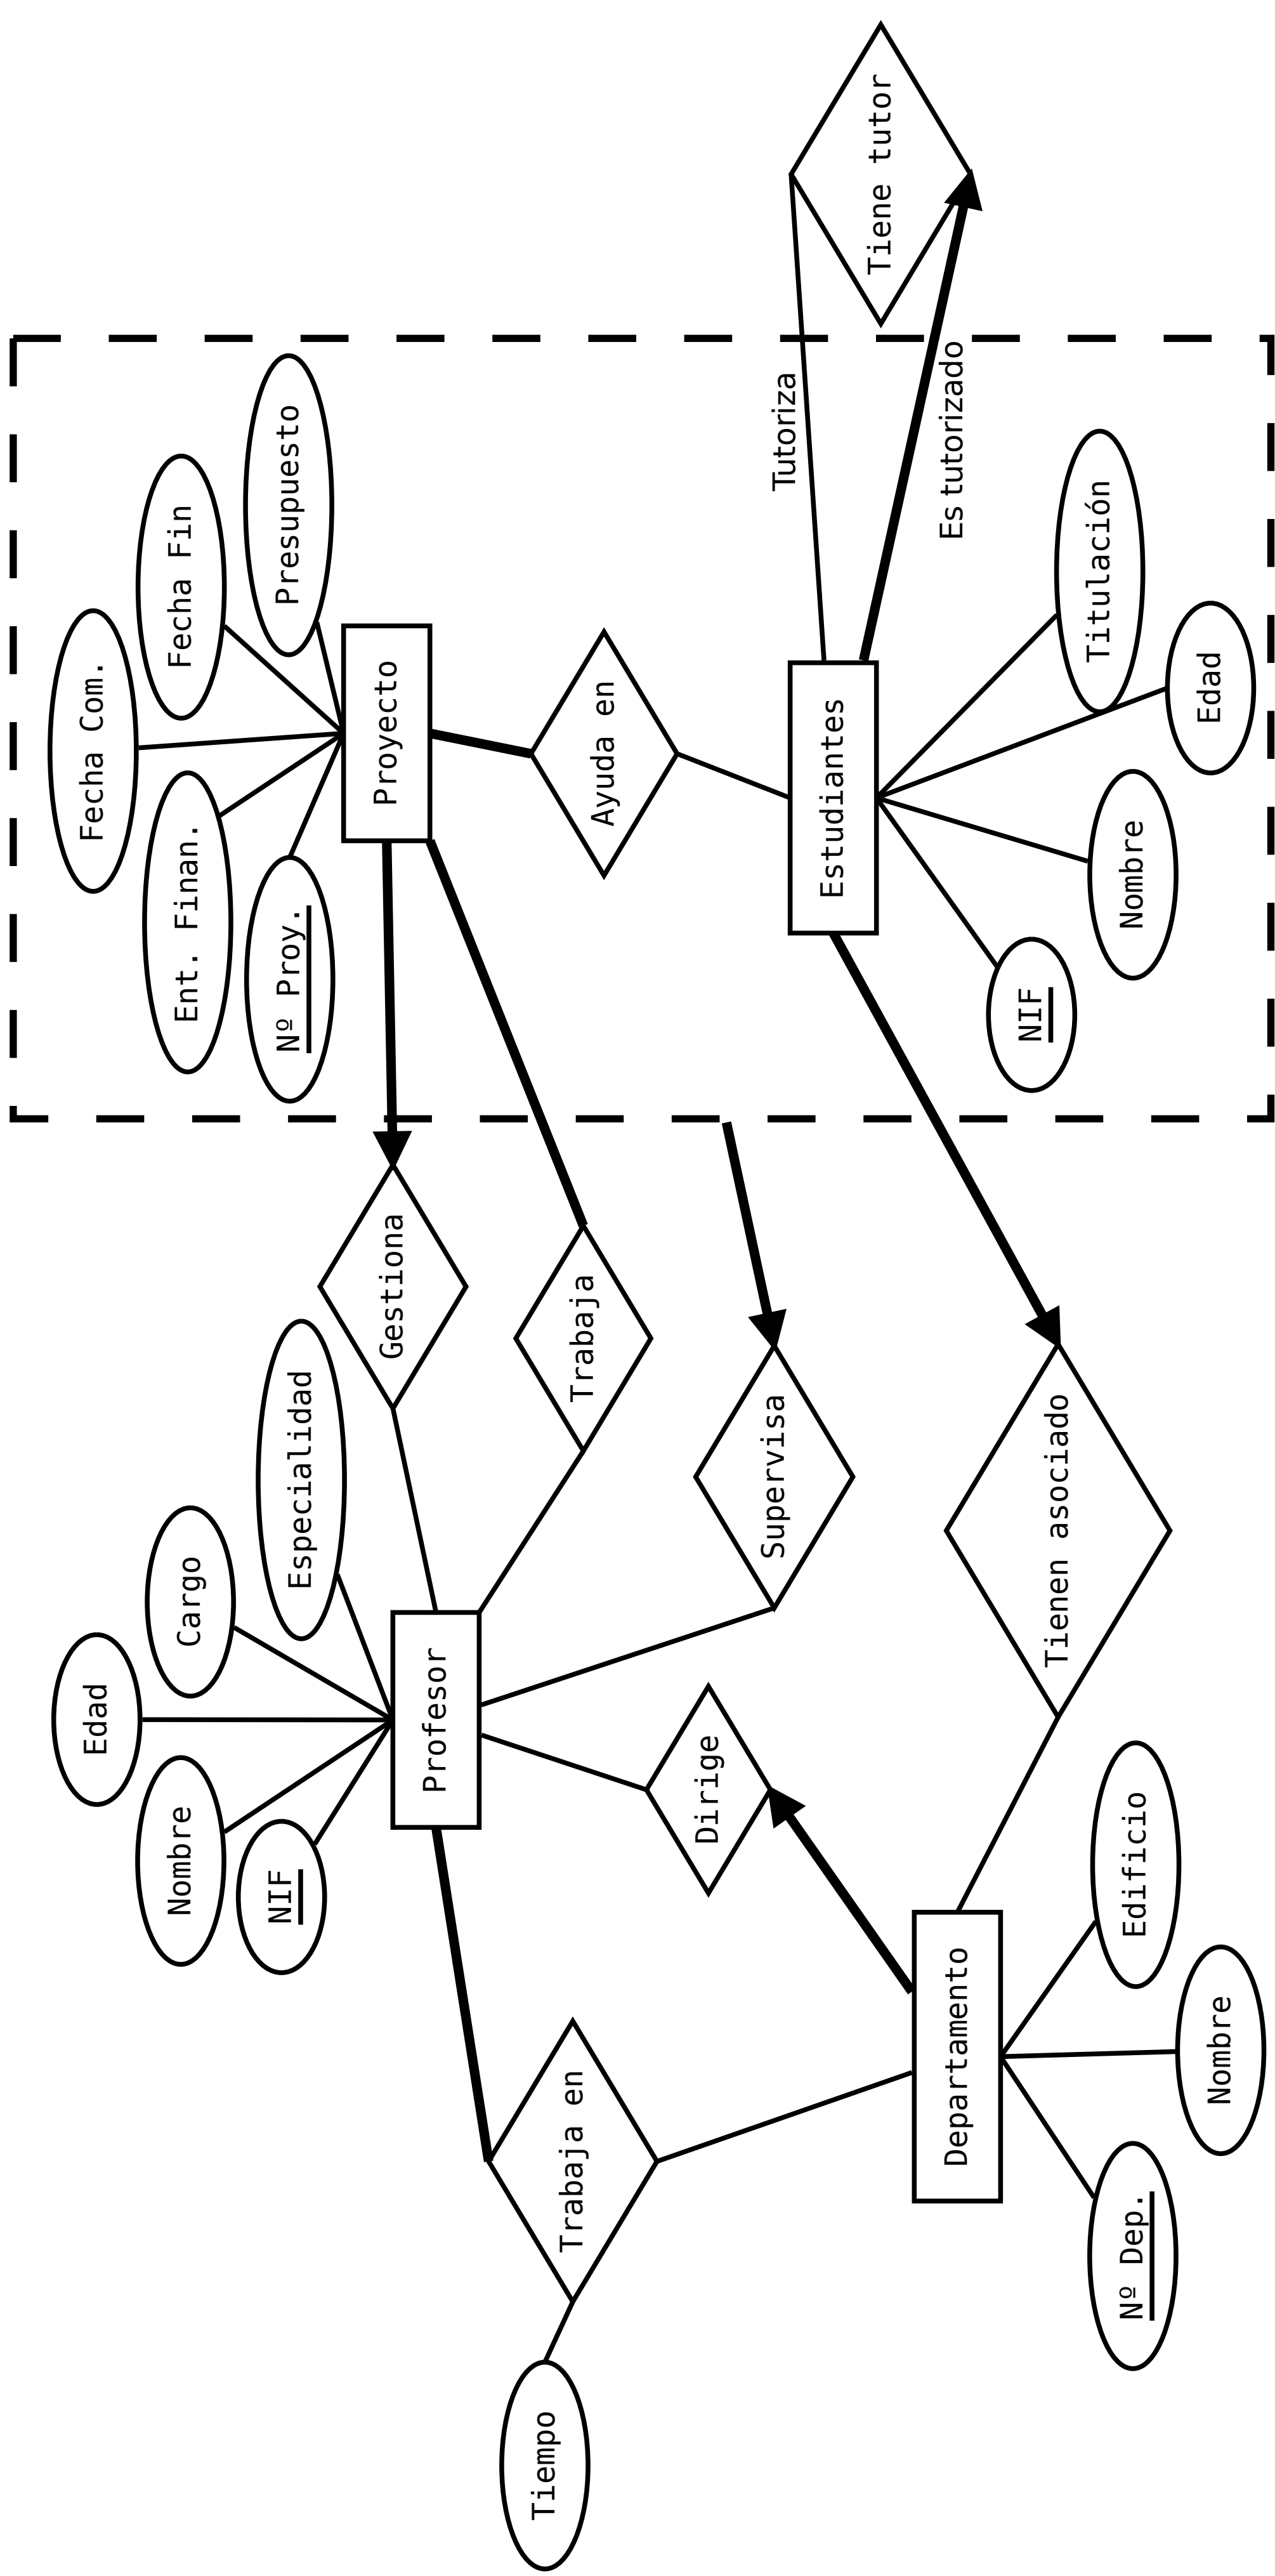 Tiempo
Nombre
Edad
NIF
Cargo
Especialidad
Profesor
Trabaja en
Dirige
Departamento
Nº Dep.
Nombre
Edificio
Gestiona
Trabaja
Supervisa
Tienen asociado
Fecha Com.
Fecha Fin
Ent. Finan.
Nº Proy.
Presupuesto
Proyecto
Ayuda en
Estudiantes
NIF
Nombre
Edad
Titulación
Tutoriza
Es tutorizado
Tiene tutor